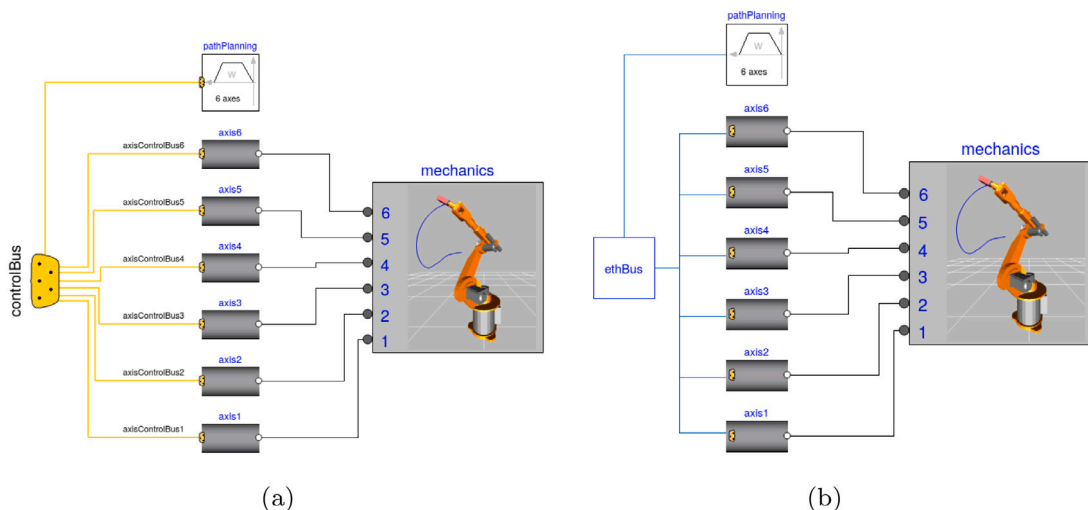 pathPlanning
W
6 axes
axis6
axisControlBus6
mechanics
axis5
axisControlBus5
6
axis4
5
axisControlBus4
4
controlBus
axis3
3
axisControlBus3
2
axis2
1
axisControlBus2
axis1
axisControlBus1
(a)
pathPlanning
W
6 axes
axis6
mechanics
axis5
6
5
axis4
4
ethBus
3
axis3
2
axis2
1
axis1
(b)